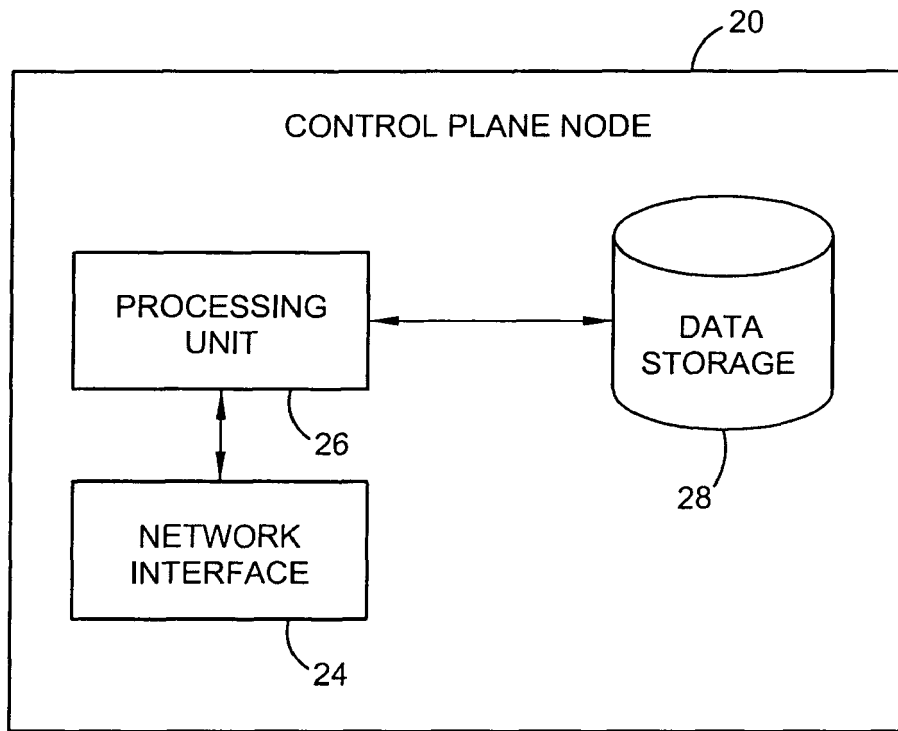 20
CONTROL PLANE NODE
PROCESSING
UNIT
DATA
STORAGE
26
28
NETWORK
INTERFACE
24